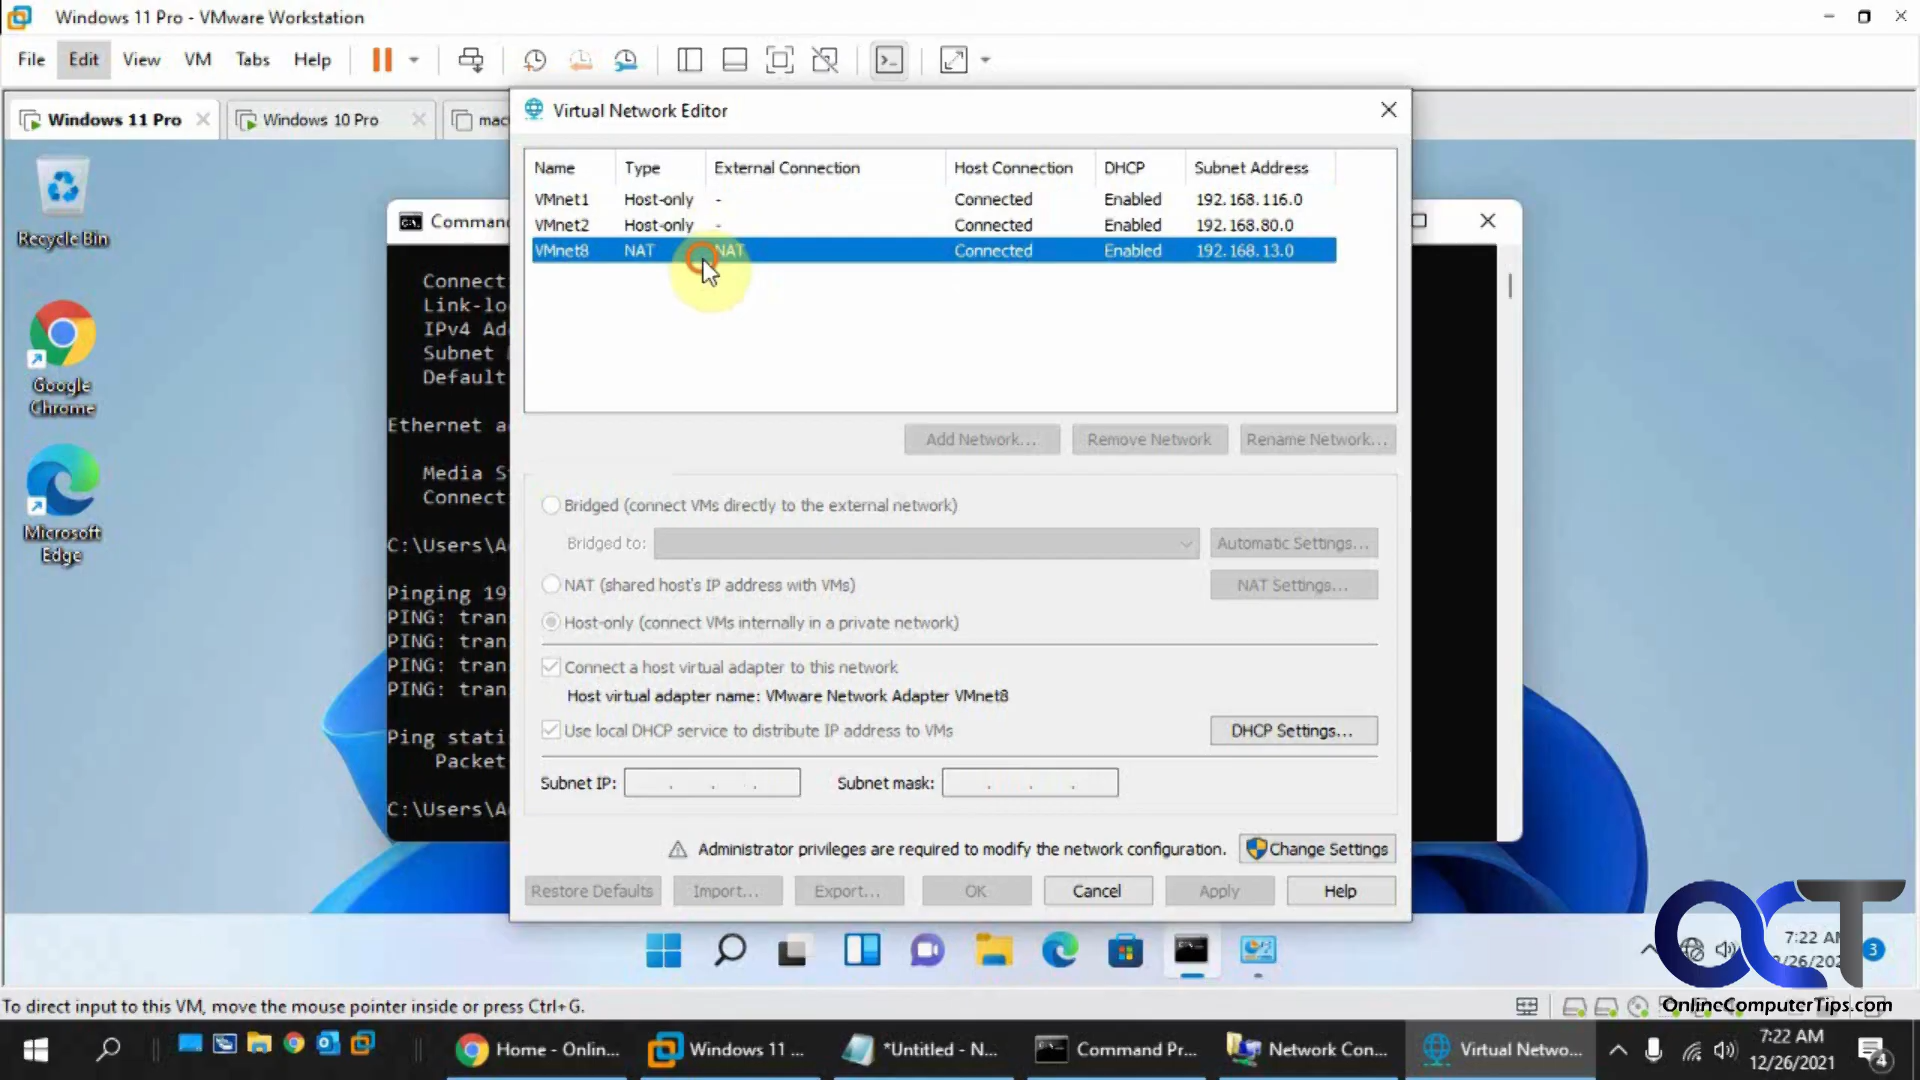 Windows 11 Pro - VMware Workstation
File Edit View VM Tabs Help
Windows 11 Pro
Windows 10 Pro
mac
Recycle Bin
Google
Chrome
Microsoft
Edge
Comman
Connect
Link-lo
IPv4 Ad
Subnet
Default
Ethernet a
Media S
Connect
C:\Users\A
Pinging 19
PING: tran
PING: tran
PING: tran
PING: tran
Ping stati
Packet
C:\Users\A
Virtual Network Editor
Name Type External Connection Host Connection DHCP Subnet Address
VMnet1 Host-only - Connected Enabled 192.168.116.0
VMnet2 Host-only - Connected Enabled 192.168.80.0
VMnet8 NAT NAT Connected Enabled 192.168.13.0
Add Network... Remove Network Rename Network...
Bridged (connect VMs directly to the external network)
Bridged to: Automatic Settings...
NAT (shared host's IP address with VMs) NAT Settings...
Host-only (connect VMs internally in a private network)
Connect a host virtual adapter to this network
Host virtual adapter name: VMware Network Adapter VMnet8
Use local DHCP service to distribute IP address to VMs DHCP Settings...
Subnet IP: . . . Subnet mask: . . .
Administrator privileges are required to modify the network configuration. Change Settings
Restore Defaults Import... Export... OK Cancel Apply Help
7:22 AM
3
OCT
OnlineComputerTips.com
To direct input to this VM, move the mouse pointer inside or press Ctrl+G.
Home - Onlin...
Windows 11 ...
*Untitled - N...
Command Pr...
Network Con...
Virtual Netwo...
7:22 AM
12/26/2021
4